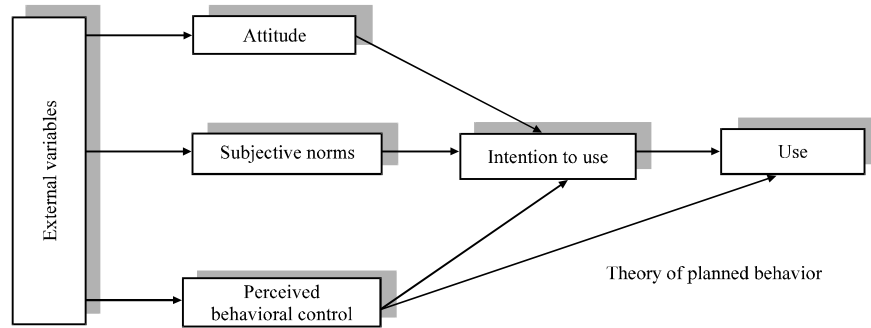 External variables
Attitude
Subjective norms
Intention to use
Use
Perceived
behavioral control
Theory of planned behavior